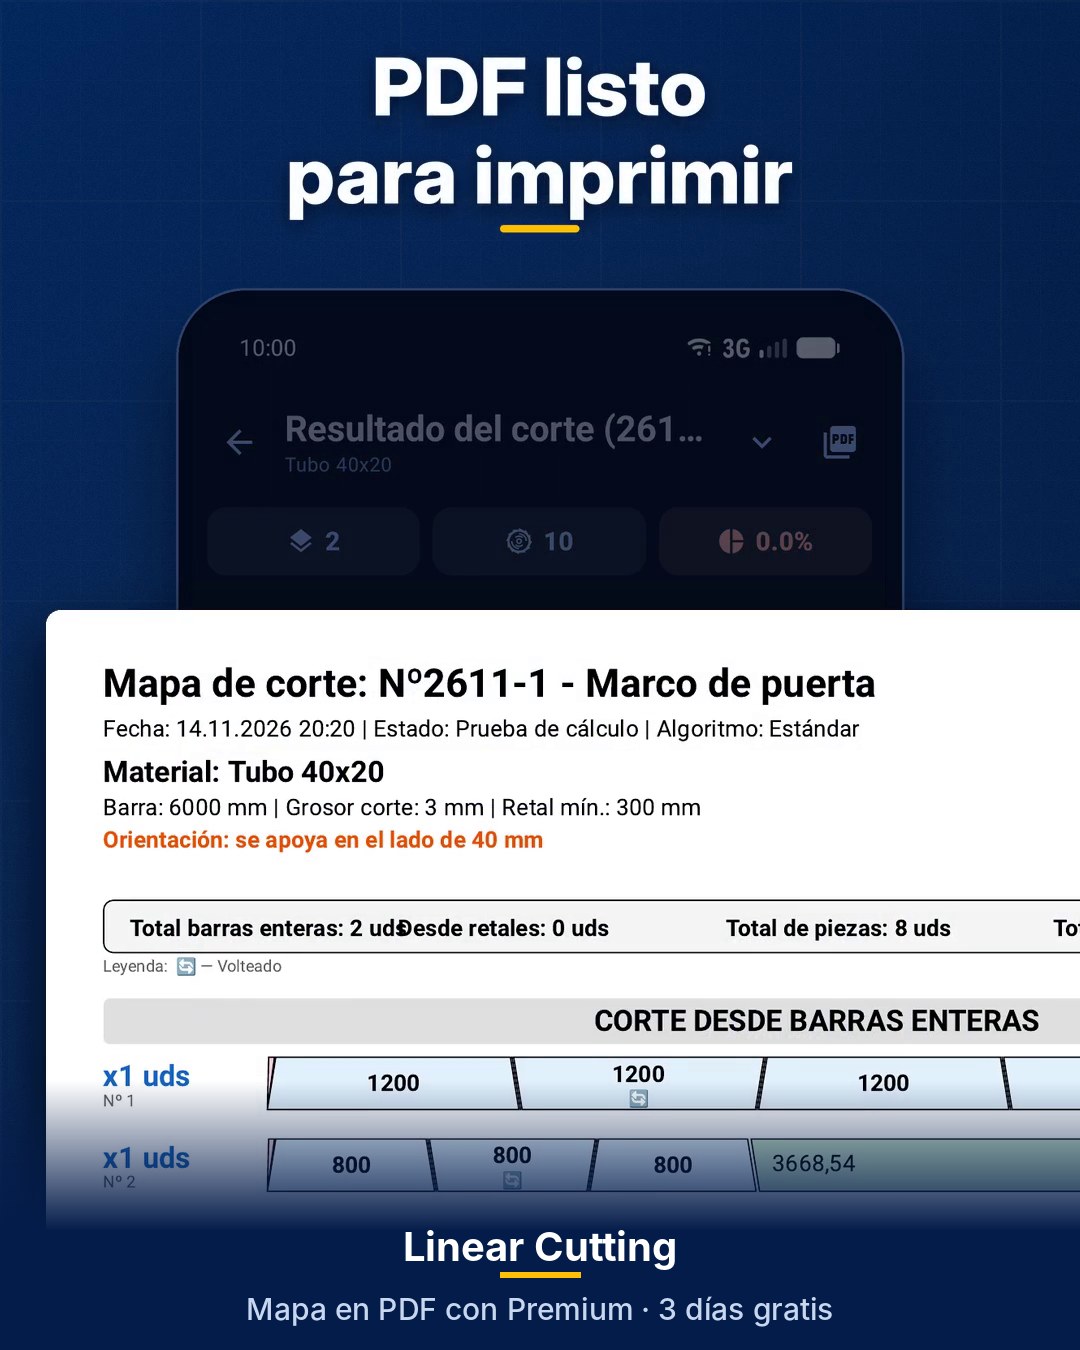 PDF listo
para imprimir
10:00
3G
Resultado del corte (261...
PDF
Tubo 40x20
2
10
0.0%
Mapa de corte: Nº2611-1 - Marco de puerta
Fecha: 14.11.2026 20:20 | Estado: Prueba de cálculo | Algoritmo: Estándar
Material: Tubo 40x20
Barra: 6000 mm | Grosor corte: 3 mm | Retal mín.: 300 mm
Orientación: se apoya en el lado de 40 mm
Total barras enteras: 2 uds Desde retales: 0 uds Total de piezas: 8 uds Tot
Leyenda: 🔄 — Volteado
CORTE DESDE BARRAS ENTERAS
x1 uds 1200 1200 1200
Nº 1
x1 uds 800 800 800 3668,54
Nº 2
Linear Cutting
Mapa en PDF con Premium · 3 días gratis